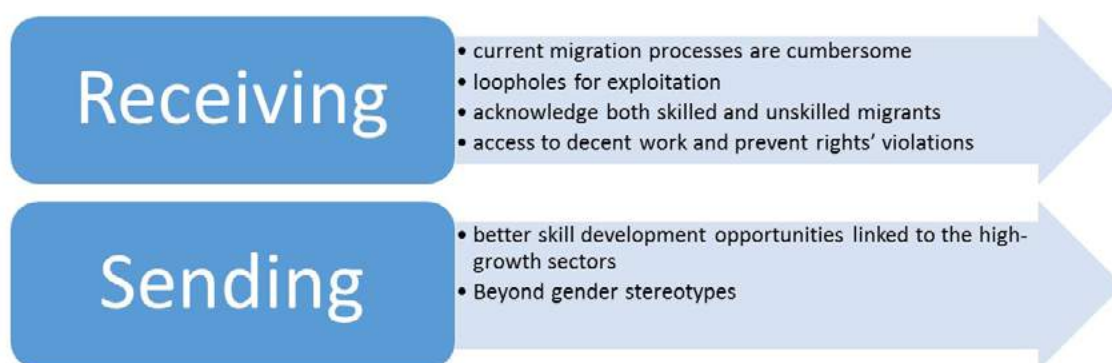 Receiving
• current migration processes are cumbersome
• loopholes for exploitation
• acknowledge both skilled and unskilled migrants
• access to decent work and prevent rights’ violations
Sending
• better skill development opportunities linked to the high-
growth sectors
• Beyond gender stereotypes